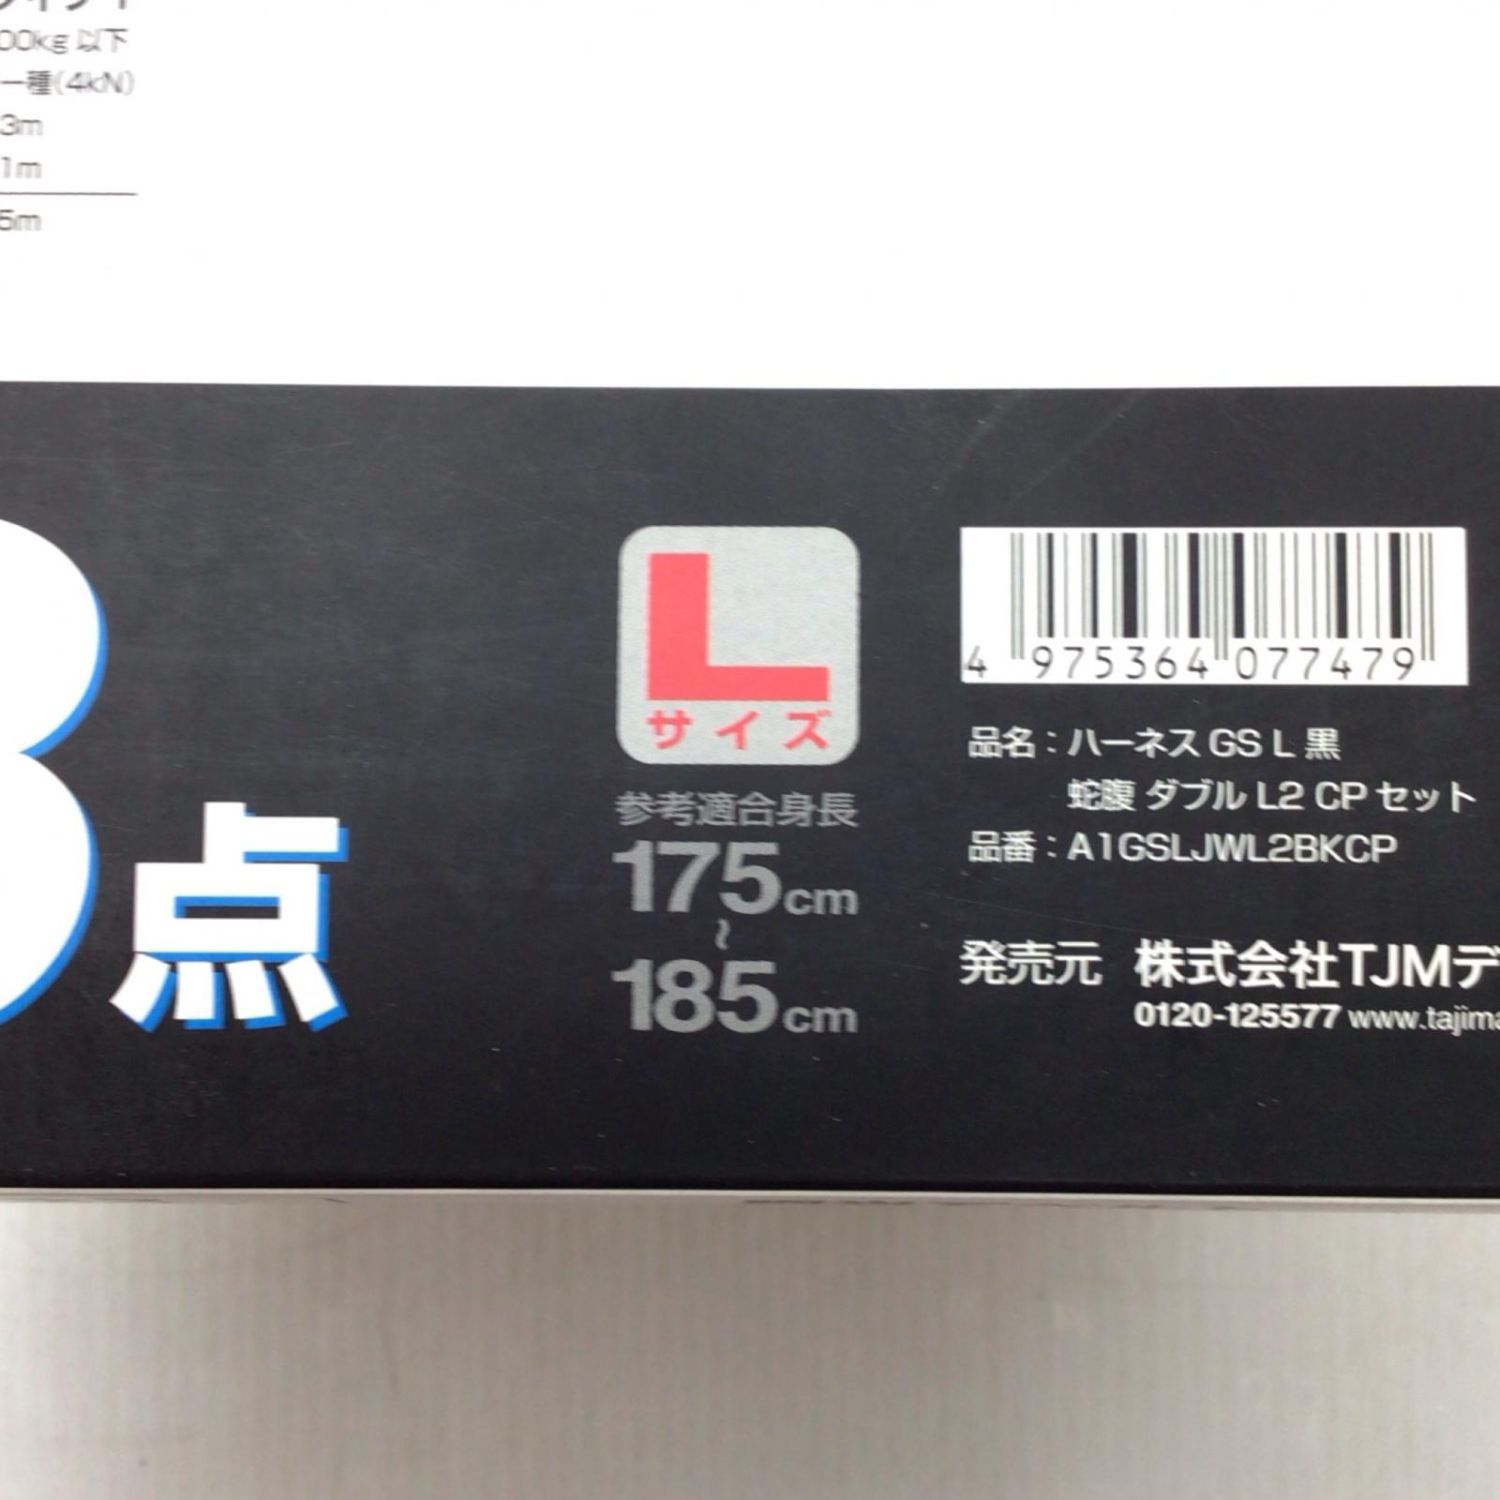 00kg 以下
一種(4kN)
3m
1m
5m
3点
L
サイズ
参考適合身長
175cm
~
185cm
4 975364 077479
品名：ハーネス GS L 黒
蛇腹 ダブル L2 CP セット
品番：A1GSLJWL2BKCP
発売元 株式会社TJMデ
0120-125577 www.tajima